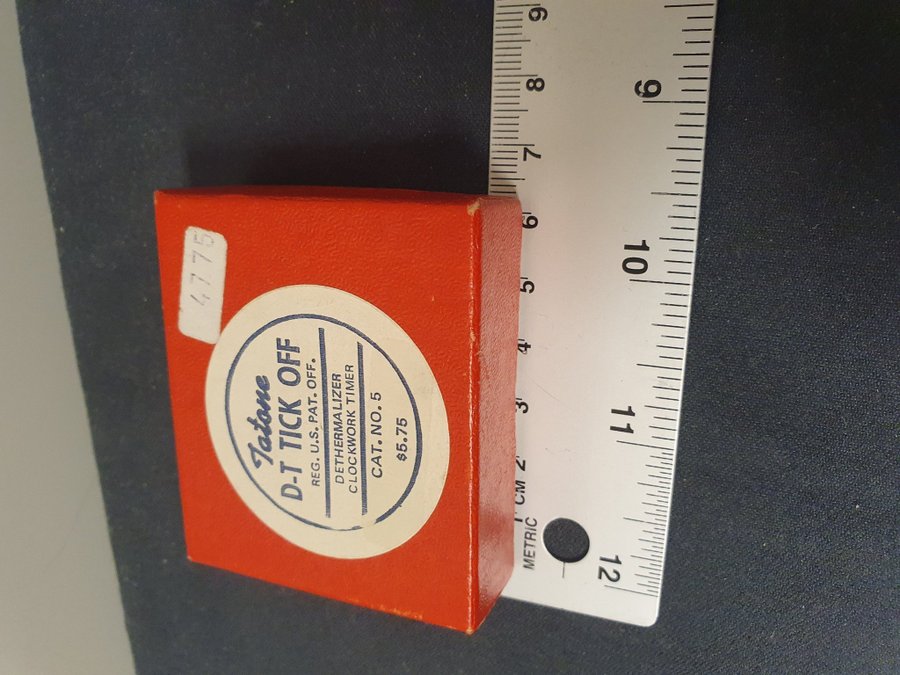 4775
Tatone
D-T TICK OFF
REG. U.S. PAT. OFF.
DETHERMALIZER
CLOCKWORK TIMER
CAT. NO. 5
$5.75
METRIC
1 CM 2 3 4 5 6 7 8 9
9 10 11 12